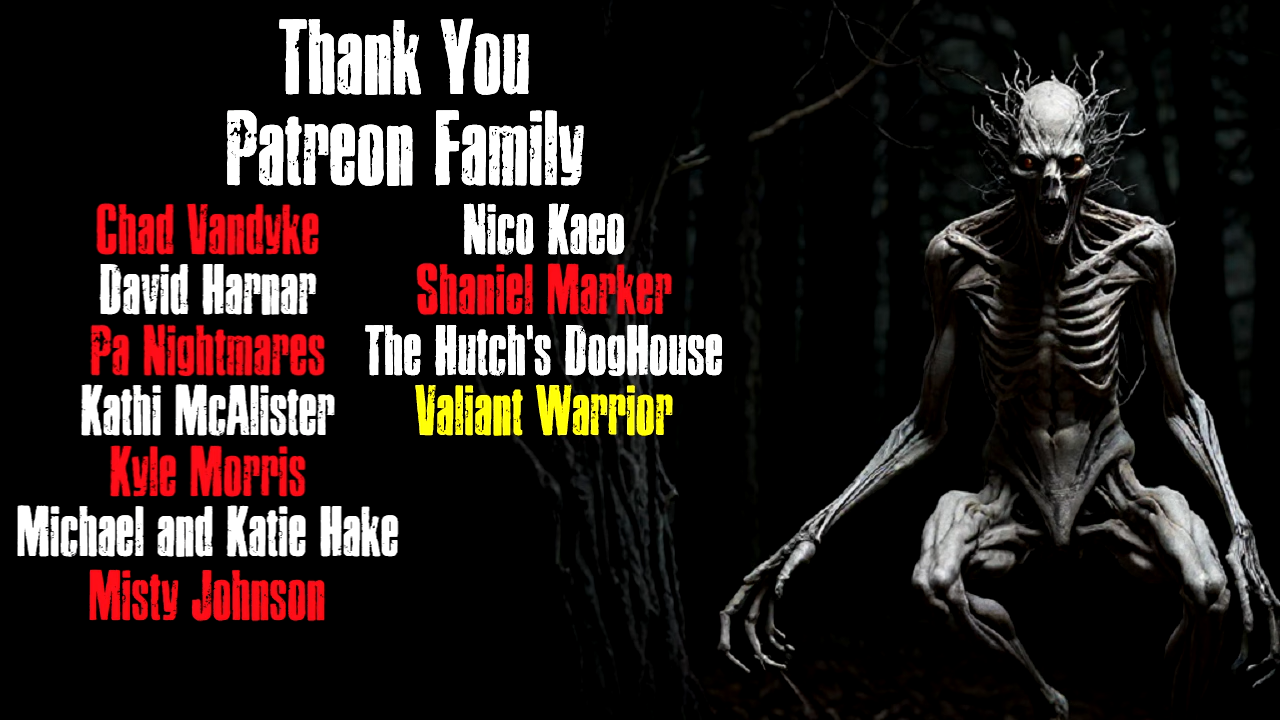 Thank You
Patreon Family
Chad Vandyke
David Harnar
Pa Nightmares
Kathi McAlister
Kyle Morris
Michael and Katie Hake
Misty Johnson
Nico Kaeo
Shaniel Marker
The Hutch's DogHouse
Valiant Warrior